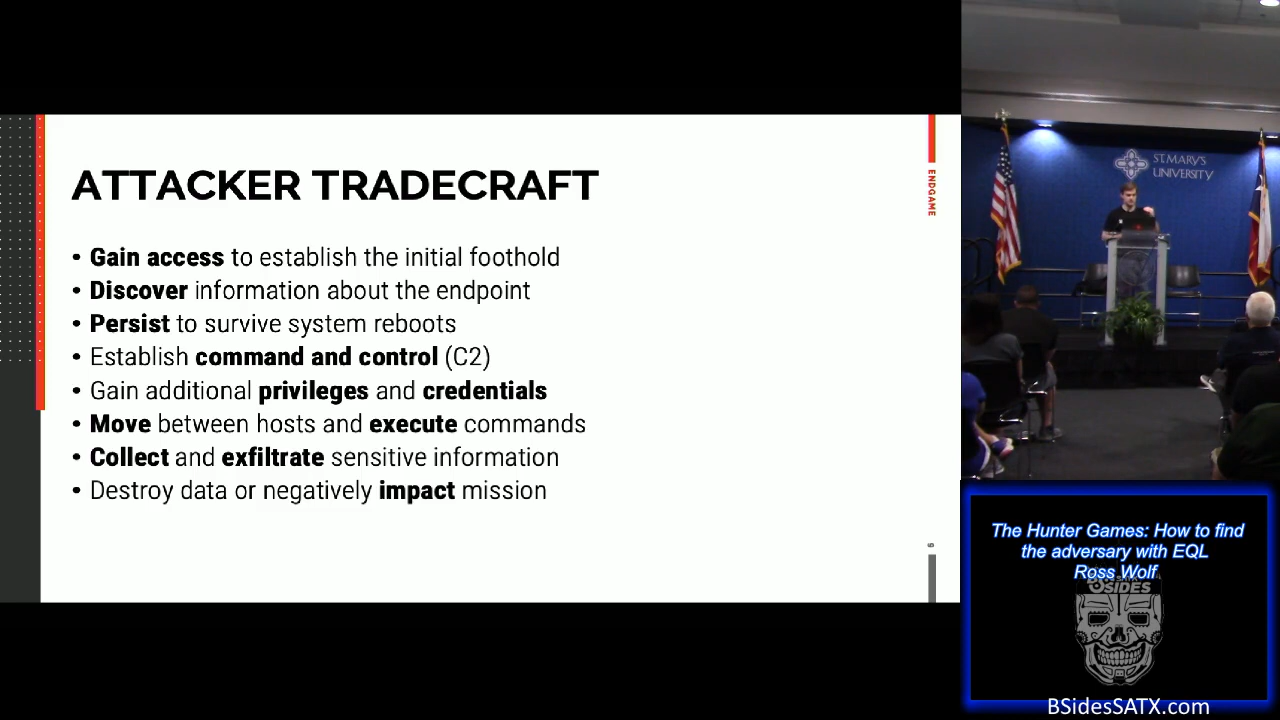 ATTACKER TRADECRAFT
• Gain access to establish the initial foothold
• Discover information about the endpoint
• Persist to survive system reboots
• Establish command and control (C2)
• Gain additional privileges and credentials
• Move between hosts and execute commands
• Collect and exfiltrate sensitive information
• Destroy data or negatively impact mission
ENDGAME
9
ST. MARY'S
UNIVERSITY
The Hunter Games: How to find
the adversary with EQL
Ross Wolf
BSIDES
BSidesSATX.com